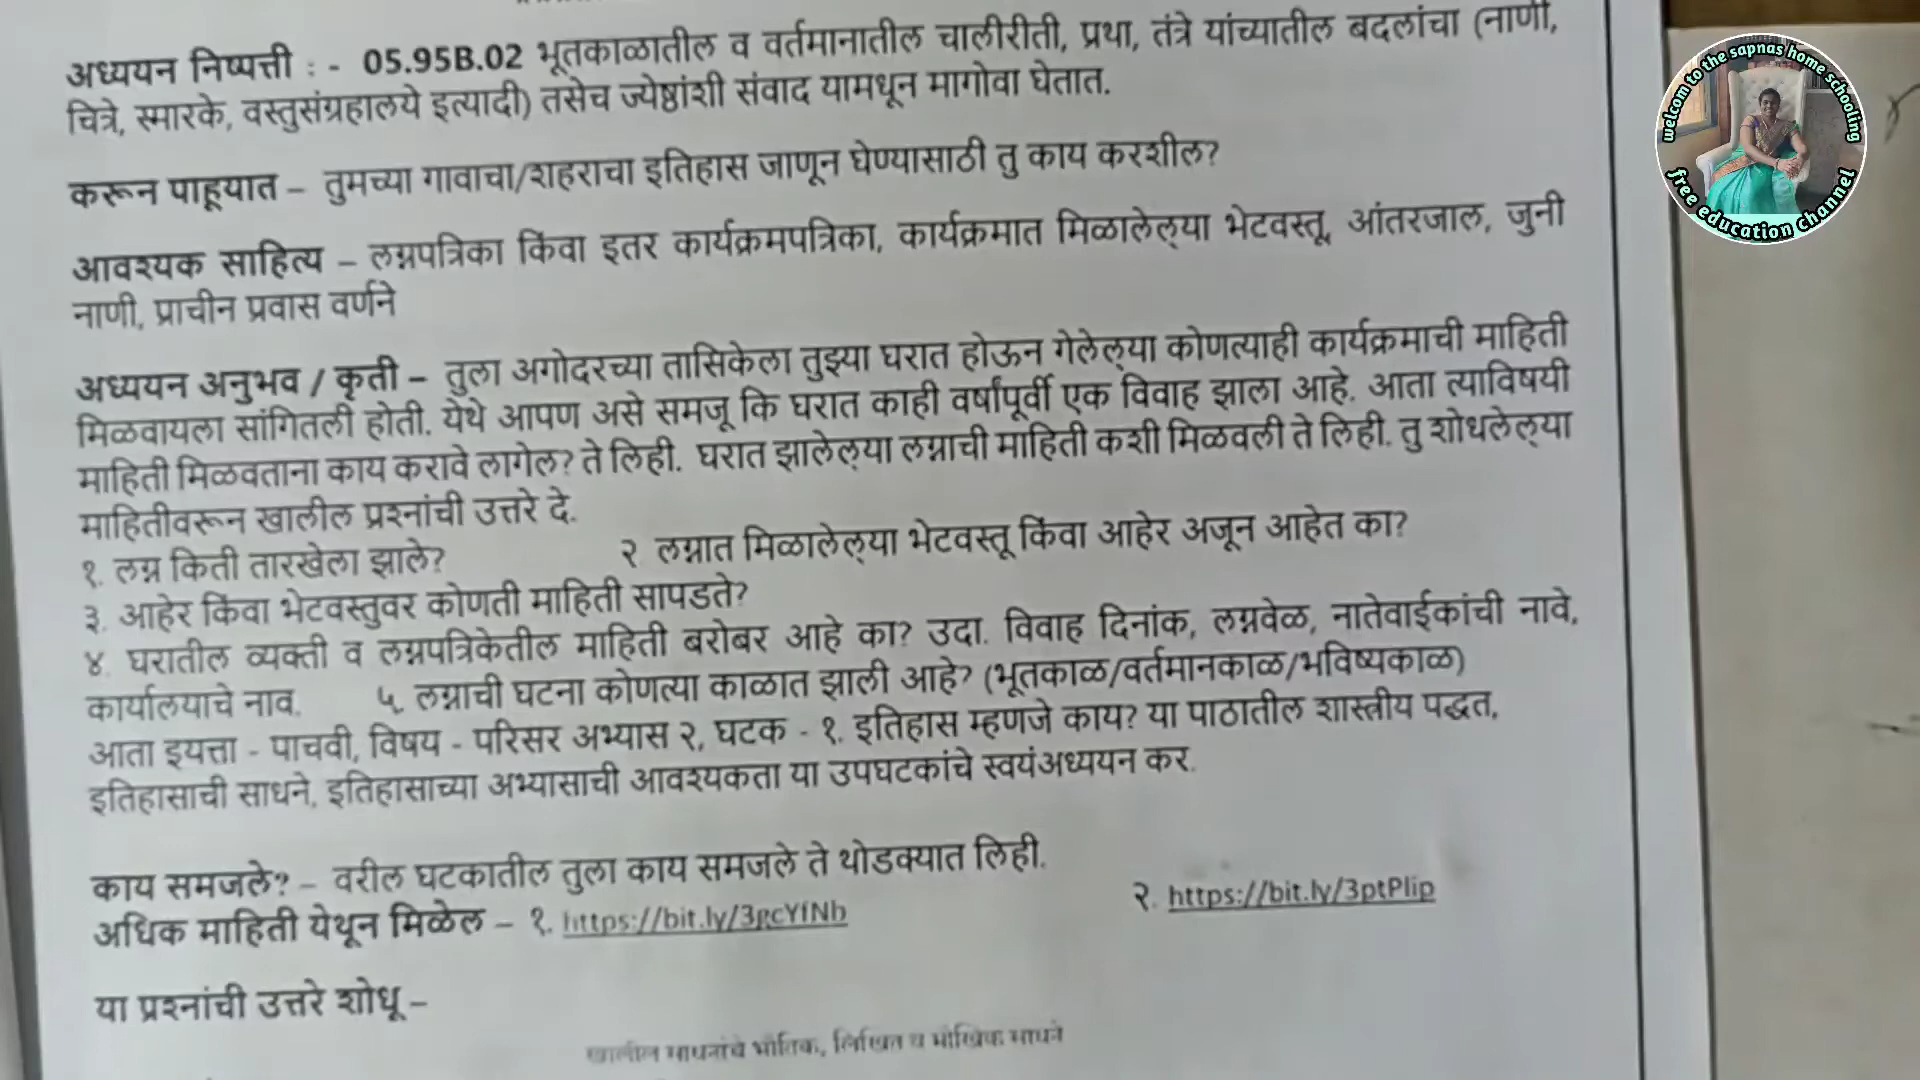 अध्ययन निष्पत्ती : - 05.95B.02 भूतकाळातील व वर्तमानातील चालीरीती, प्रथा, तंत्रे यांच्यातील बदलांचा (नाणी,
चित्रे, स्मारके, वस्तुसंग्रहालये इत्यादी) तसेच ज्येष्ठांशी संवाद यामधून मागोवा घेतात.
करून पाहूयात – तुमच्या गावाचा/शहराचा इतिहास जाणून घेण्यासाठी तु काय करशील?
आवश्यक साहित्य – लग्नपत्रिका किंवा इतर कार्यक्रमपत्रिका, कार्यक्रमात मिळालेल्या भेटवस्तू, आंतरजाल, जुनी
नाणी, प्राचीन प्रवास वर्णने
अध्ययन अनुभव / कृती – तुला अगोदरच्या तासिकेला तुझ्या घरात होऊन गेलेल्या कोणत्याही कार्यक्रमाची माहिती
मिळवायला सांगितली होती. येथे आपण असे समजू कि घरात काही वर्षांपूर्वी एक विवाह झाला आहे. आता त्याविषयी
माहिती मिळवताना काय करावे लागेल? ते लिही. घरात झालेल्या लग्नाची माहिती कशी मिळवली ते लिही. तु शोधलेल्या
माहितीवरून खालील प्रश्नांची उत्तरे दे.
१. लग्न किती तारखेला झाले? २ लग्नात मिळालेल्या भेटवस्तू किंवा आहेर अजून आहेत का?
३. आहेर किंवा भेटवस्तुवर कोणती माहिती सापडते?
४. घरातील व्यक्ती व लग्नपत्रिकेतील माहिती बरोबर आहे का? उदा. विवाह दिनांक, लग्नवेळ, नातेवाईकांची नावे,
कार्यालयाचे नाव. ५. लग्नाची घटना कोणत्या काळात झाली आहे? (भूतकाळ/वर्तमानकाळ/भविष्यकाळ)
आता इयत्ता - पाचवी, विषय - परिसर अभ्यास २, घटक - १. इतिहास म्हणजे काय? या पाठातील शास्त्रीय पद्धत,
इतिहासाची साधने, इतिहासाच्या अभ्यासाची आवश्यकता या उपघटकांचे स्वयंअध्ययन कर.
काय समजले? – वरील घटकातील तुला काय समजले ते थोडक्यात लिही.
अधिक माहिती येथून मिळेल – १. https://bit.ly/3gcYfNb २. https://bit.ly/3ptPlip
या प्रश्नांची उत्तरे शोधू –
खालील साधनांचे भौतिक, लिखित व मौखिक साधने
welcom to the sapnas home schooling
free education channel